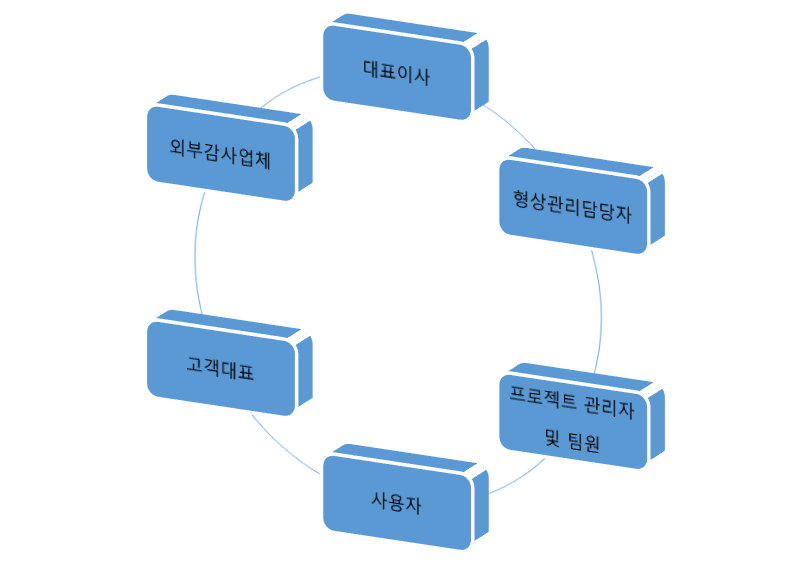 대표이사
외부감사업체
형상관리담당자
고객대표
프로젝트 관리자
및 팀원
사용자